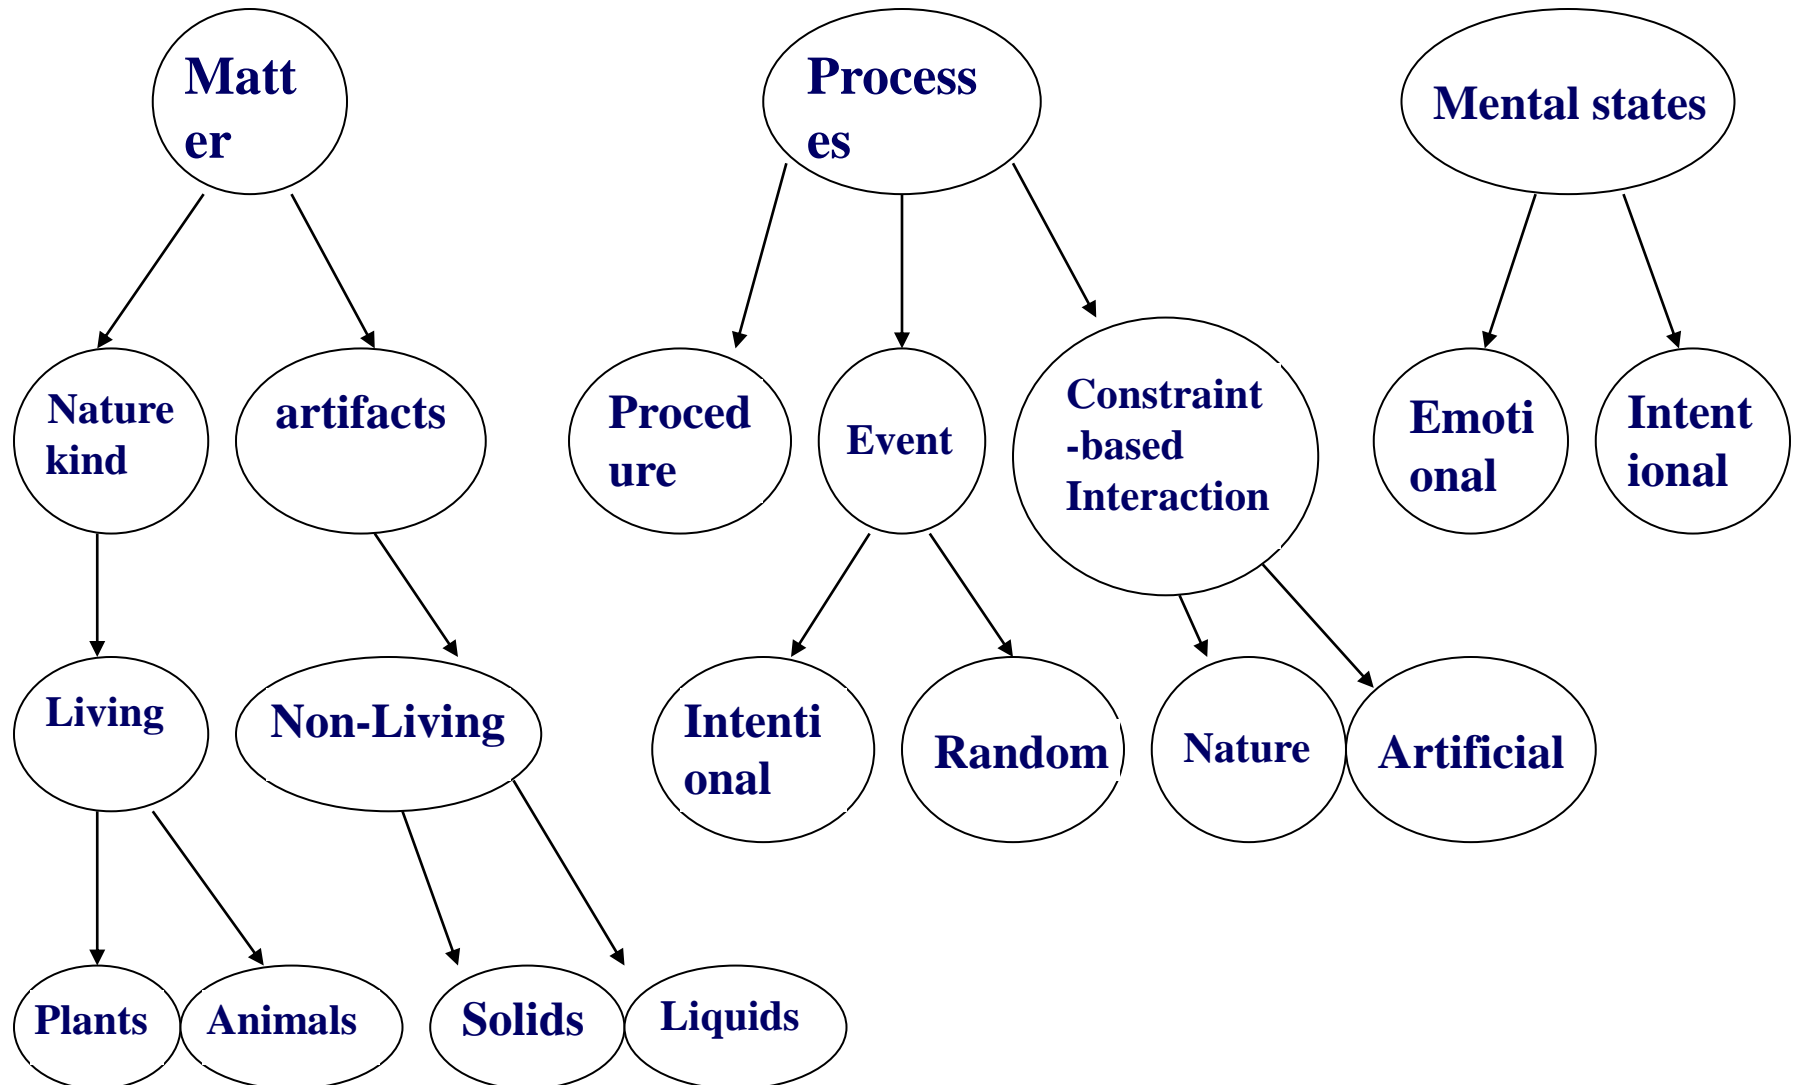 Matt
er
Process
es
Mental states
Nature
kind
artifacts
Proced
ure
Event
Constraint
-based
Interaction
Emoti
onal
Intent
ional
Living
Non-Living
Intenti
onal
Random
Nature
Artificial
Plants
Animals
Solids
Liquids